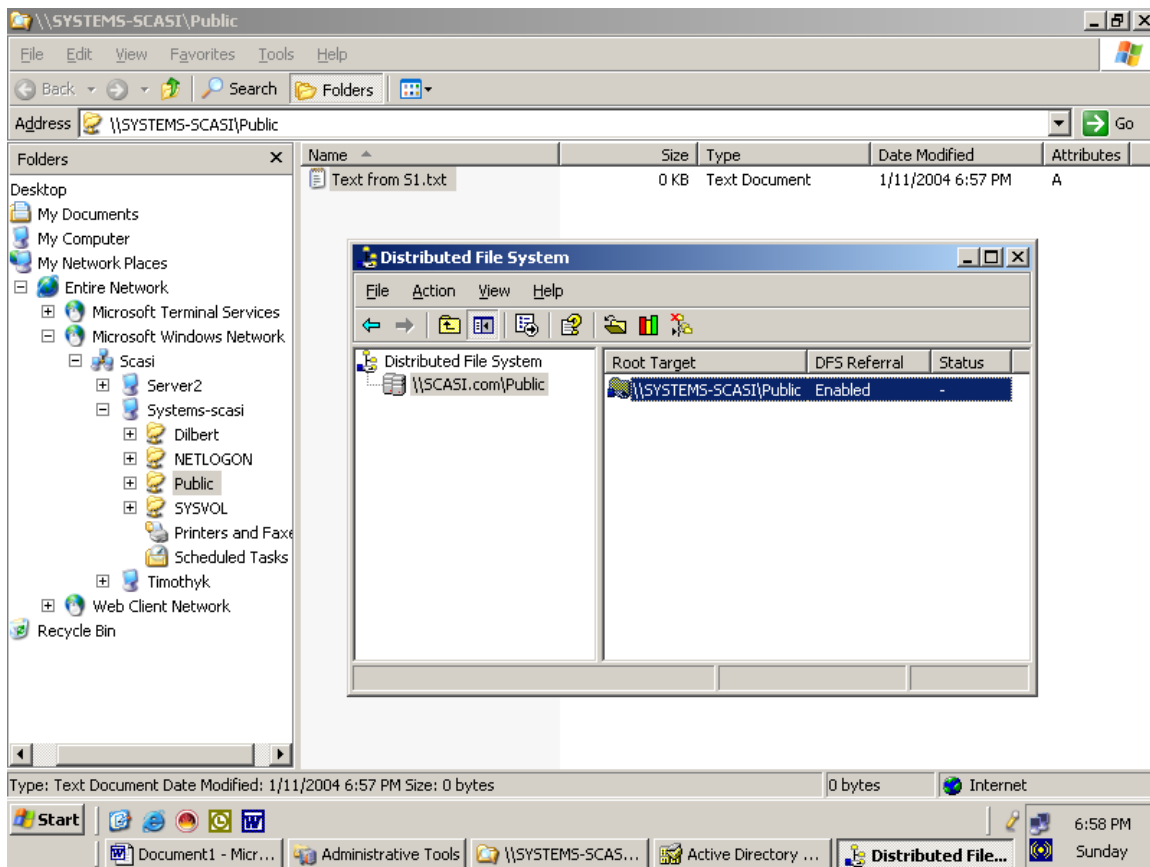 \\SYSTEMS-SCASI\Public
File Edit View Favorites Tools Help
Back Search Folders
Address \\SYSTEMS-SCASI\Public Go
Folders x
Desktop
My Documents
My Computer
My Network Places
Entire Network
Microsoft Terminal Services
Microsoft Windows Network
Scasi
Server2
Systems-scasi
Dilbert
NETLOGON
Public
SYSVOL
Printers and Faxe
Scheduled Tasks
Timothyk
Web Client Network
Recycle Bin
Name Size Type Date Modified Attributes
Text from S1.txt 0 KB Text Document 1/11/2004 6:57 PM A
Distributed File System
File Action View Help
Distributed File System
\\SCASI.com\Public
Root Target DFS Referral Status
\\SYSTEMS-SCASI\Public Enabled -
Type: Text Document Date Modified: 1/11/2004 6:57 PM Size: 0 bytes 0 bytes Internet
Start 6:58 PM
Document1 - Micr... Administrative Tools \\SYSTEMS-SCAS... Active Directory ... Distributed File... Sunday